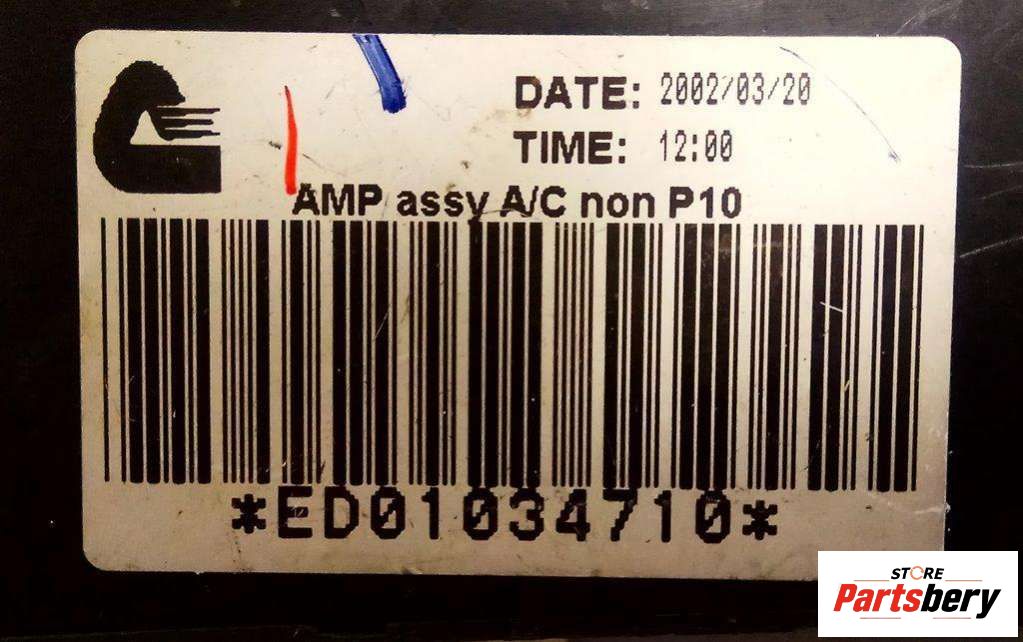 DATE: 2002/03/20
TIME: 12:00
AMP assy A/C non P10
*ED01034710*
STORE
Partsbery